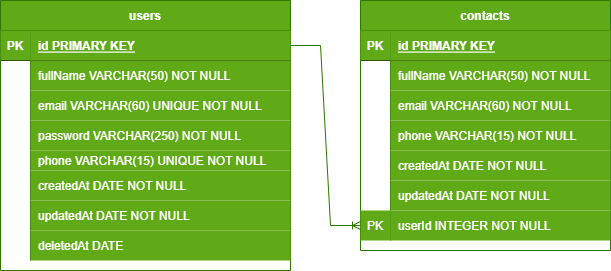 users
PK id PRIMARY KEY
fullName VARCHAR(50) NOT NULL
email VARCHAR(60) UNIQUE NOT NULL
password VARCHAR(250) NOT NULL
phone VARCHAR(15) UNIQUE NOT NULL
createdAt DATE NOT NULL
updatedAt DATE NOT NULL
deletedAt DATE
contacts
PK id PRIMARY KEY
fullName VARCHAR(50) NOT NULL
email VARCHAR(60) NOT NULL
phone VARCHAR(15) NOT NULL
createdAt DATE NOT NULL
updatedAt DATE NOT NULL
PK userId INTEGER NOT NULL